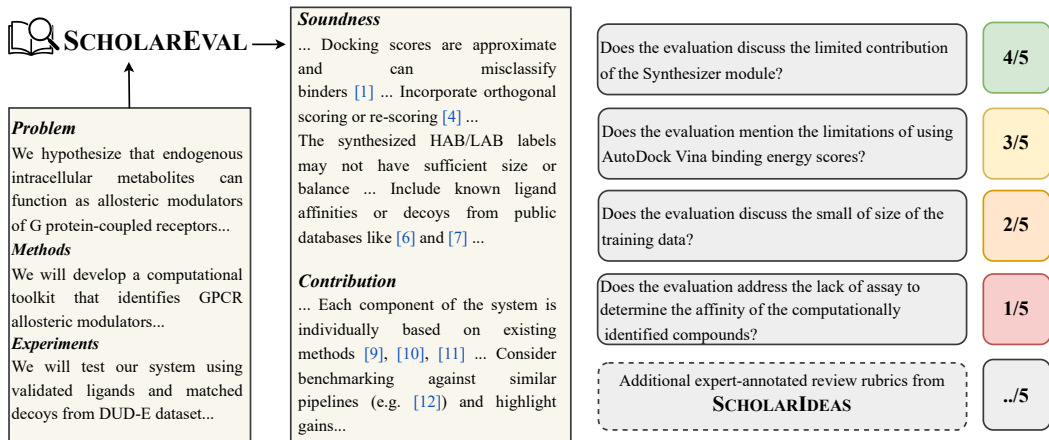 SCHOLAREVAL
Problem
We hypothesize that endogenous
intracellular metabolites can
function as allosteric modulators
of G protein-coupled receptors...
Methods
We will develop a computational
toolkit that identifies GPCR
allosteric modulators...
Experiments
We will test our system using
validated ligands and matched
decoys from DUD-E dataset...
Soundness
... Docking scores are approximate
and can misclassify
binders [1] ... Incorporate orthogonal
scoring or re-scoring [4] ...
The synthesized HAB/LAB labels
may not have sufficient size or
balance ... Include known ligand
affinities or decoys from public
databases like [6] and [7] ...
Contribution
... Each component of the system is
individually based on existing
methods [9], [10], [11] ... Consider
benchmarking against similar
pipelines (e.g. [12]) and highlight
gains...
Does the evaluation discuss the limited contribution
of the Synthesizer module?
4/5
Does the evaluation mention the limitations of using
AutoDock Vina binding energy scores?
3/5
Does the evaluation discuss the small of size of the
training data?
2/5
Does the evaluation address the lack of assay to
determine the affinity of the computationally
identified compounds?
1/5
Additional expert-annotated review rubrics from
SCHOLARIDEAS
../5